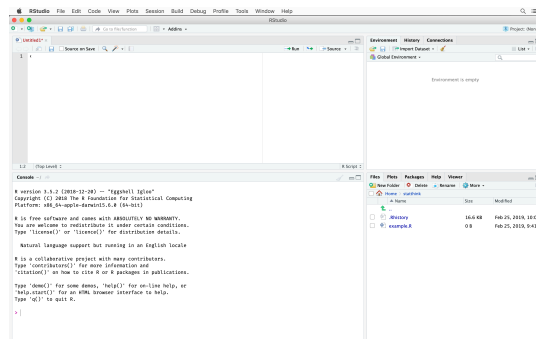 RStudio File Edit Code View Plots Session Build Debug Profile Tools Window Help
RStudio
Go to file/function Addins
Project: (Non
Untitled1*
Source on Save Run Source
1
1:2 (Top Level) R Script
Console ~/
R version 3.5.2 (2018-12-20) -- "Eggshell Igloo"
Copyright (C) 2018 The R Foundation for Statistical Computing
Platform: x86_64-apple-darwin15.6.0 (64-bit)
R is free software and comes with ABSOLUTELY NO WARRANTY.
You are welcome to redistribute it under certain conditions.
Type 'license()' or 'licence()' for distribution details.
Natural language support but running in an English locale
R is a collaborative project with many contributors.
Type 'contributors()' for more information and
'citation()' on how to cite R or R packages in publications.
Type 'demo()' for some demos, 'help()' for on-line help, or
'help.start()' for an HTML browser interface to help.
Type 'q()' to quit R.
>
Environment History Connections
Import Dataset List
Global Environment
Environment is empty
Files Plots Packages Help Viewer
New Folder Delete Rename More
Home
Name Size Modified
..
.Rhistory 16.6 KB Feb 25, 2019, 10:0
example.R 0 B Feb 25, 2019, 9:41